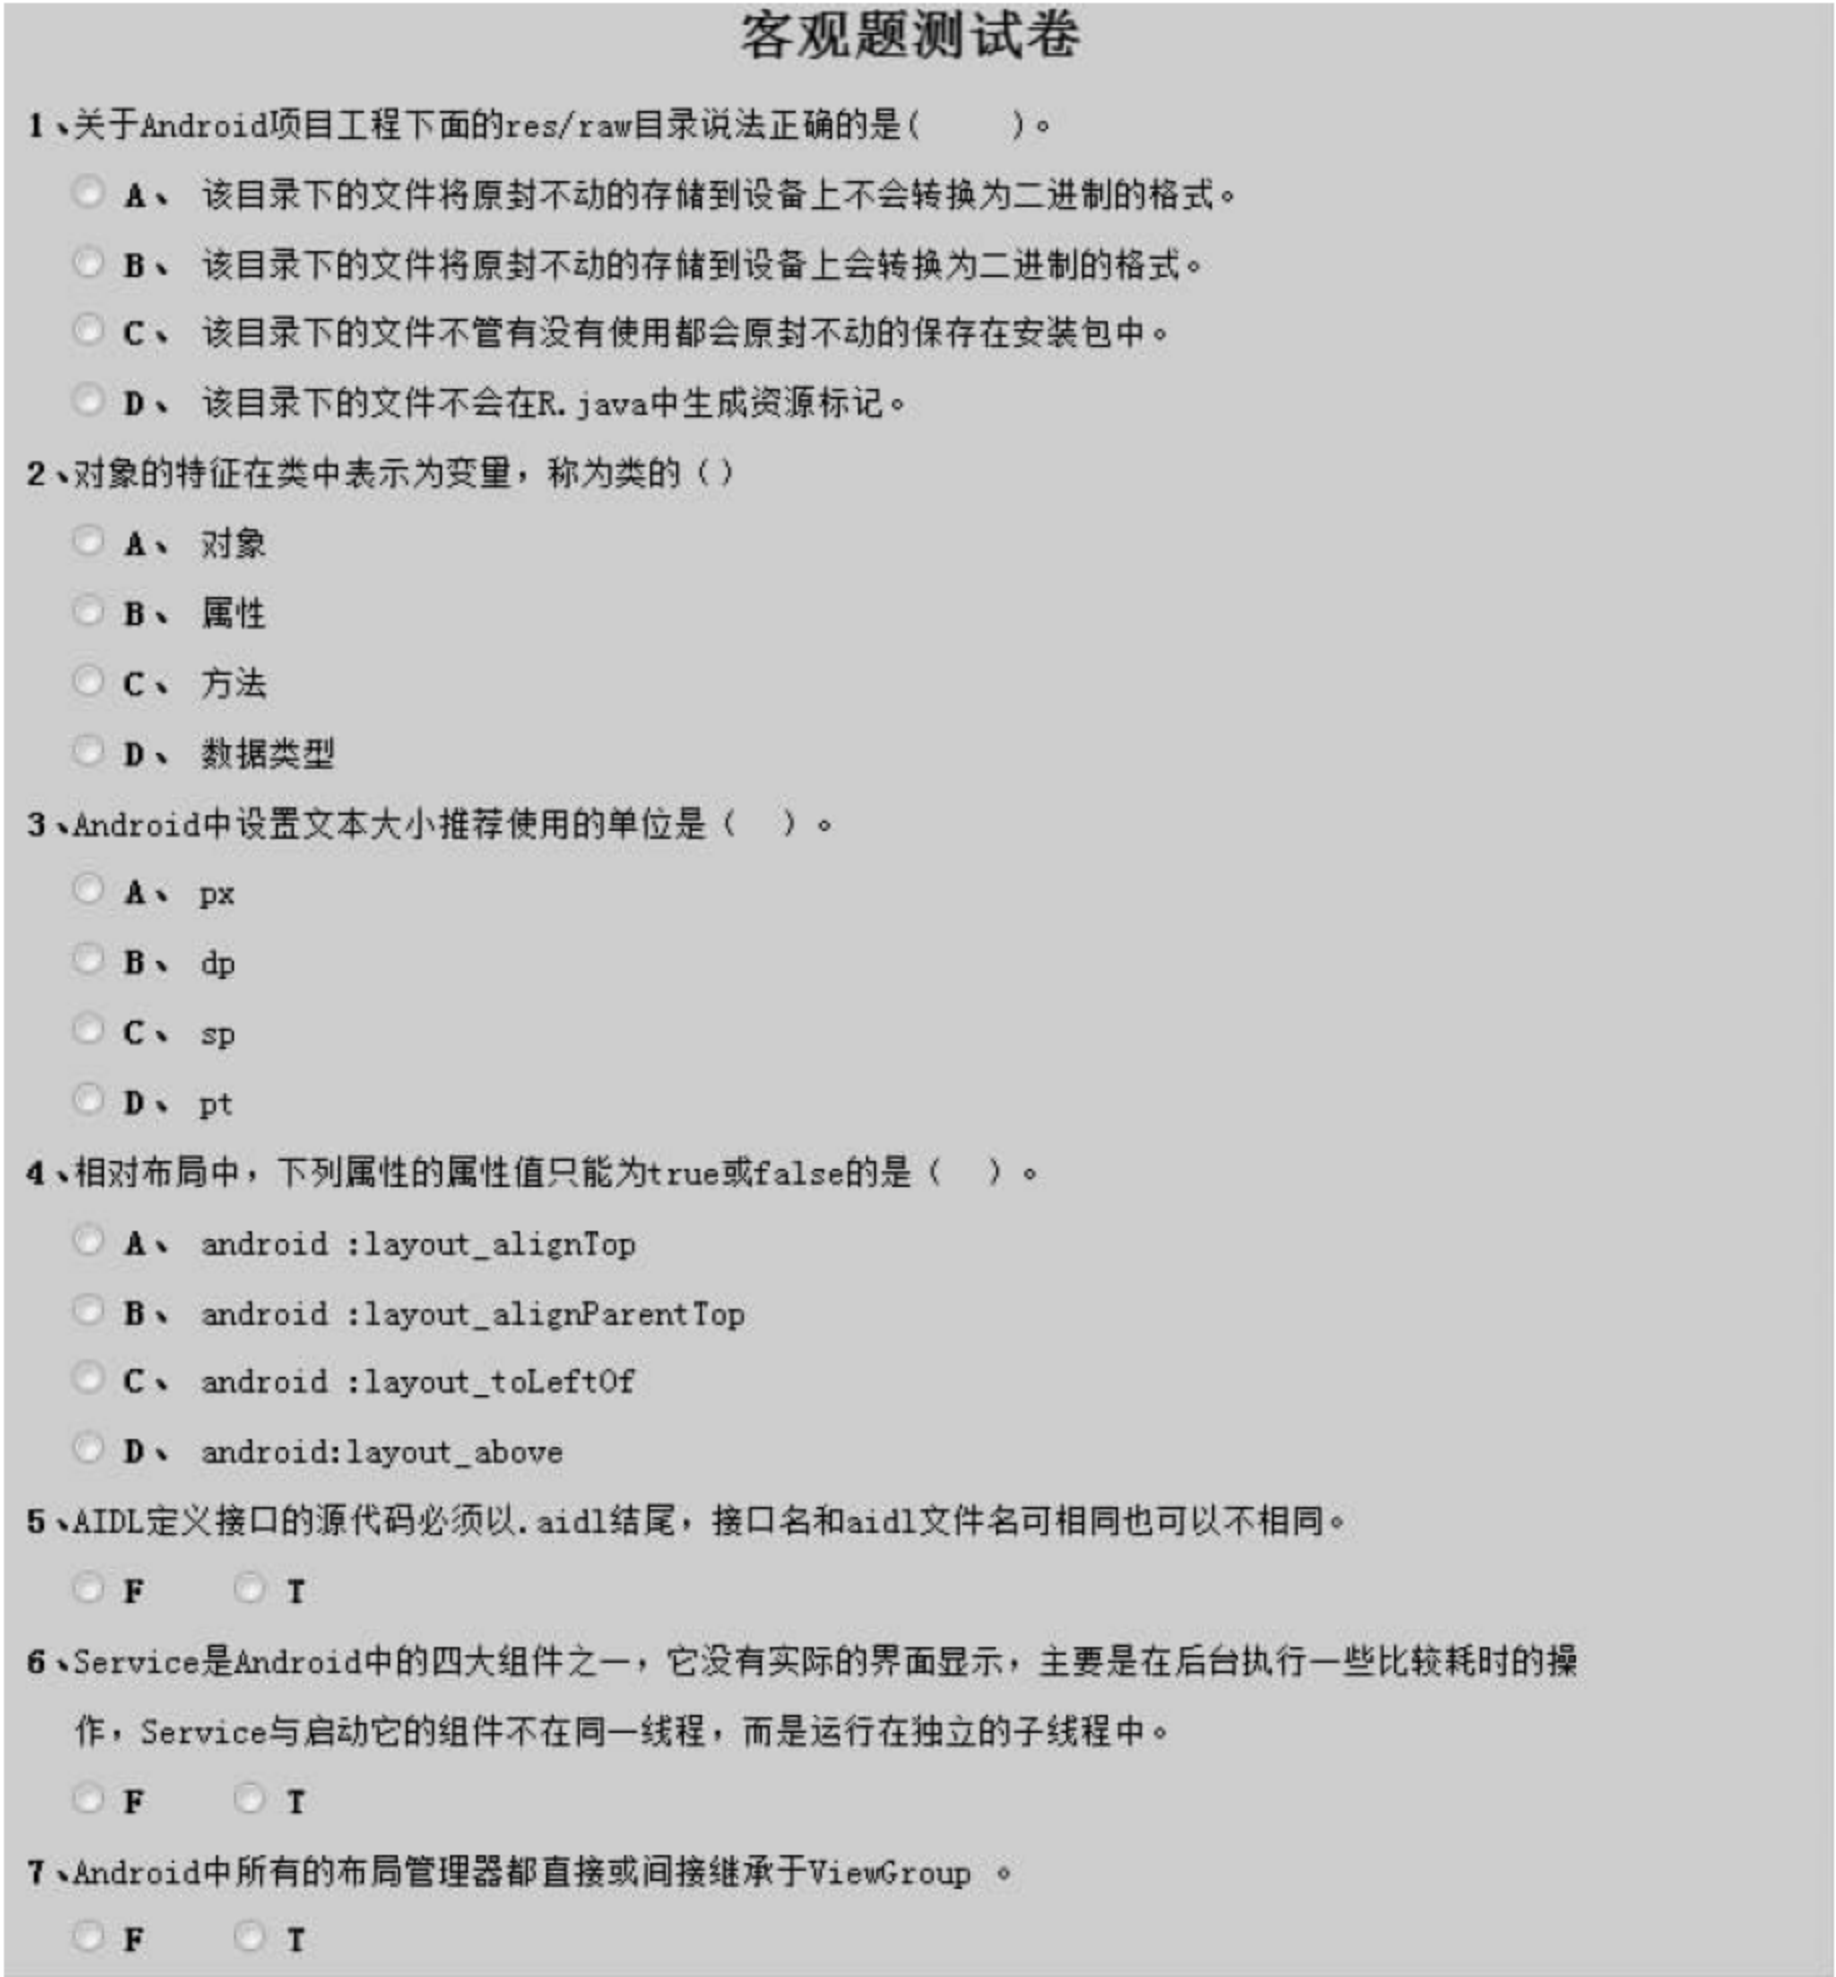 客观题测试卷
1、关于Android项目工程下面的res/raw目录说法正确的是(      )。
A、 该目录下的文件将原封不动的存储到设备上不会转换为二进制的格式。
B、 该目录下的文件将原封不动的存储到设备上会转换为二进制的格式。
C、 该目录下的文件不管有没有使用都会原封不动的保存在安装包中。
D、 该目录下的文件不会在R.java中生成资源标记。
2、对象的特征在类中表示为变量，称为类的（）
A、 对象
B、 属性
C、 方法
D、 数据类型
3、Android中设置文本大小推荐使用的单位是（  ）。
A、 px
B、 dp
C、 sp
D、 pt
4、相对布局中，下列属性的属性值只能为true或false的是（  ）。
A、 android :layout_alignTop
B、 android :layout_alignParentTop
C、 android :layout_toLeftOf
D、 android:layout_above
5、AIDL定义接口的源代码必须以.aidl结尾，接口名和aidl文件名可相同也可以不相同。
F T
6、Service是Android中的四大组件之一，它没有实际的界面显示，主要是在后台执行一些比较耗时的操
作，Service与启动它的组件不在同一线程，而是运行在独立的子线程中。
F T
7、Android中所有的布局管理器都直接或间接继承于ViewGroup 。
F T